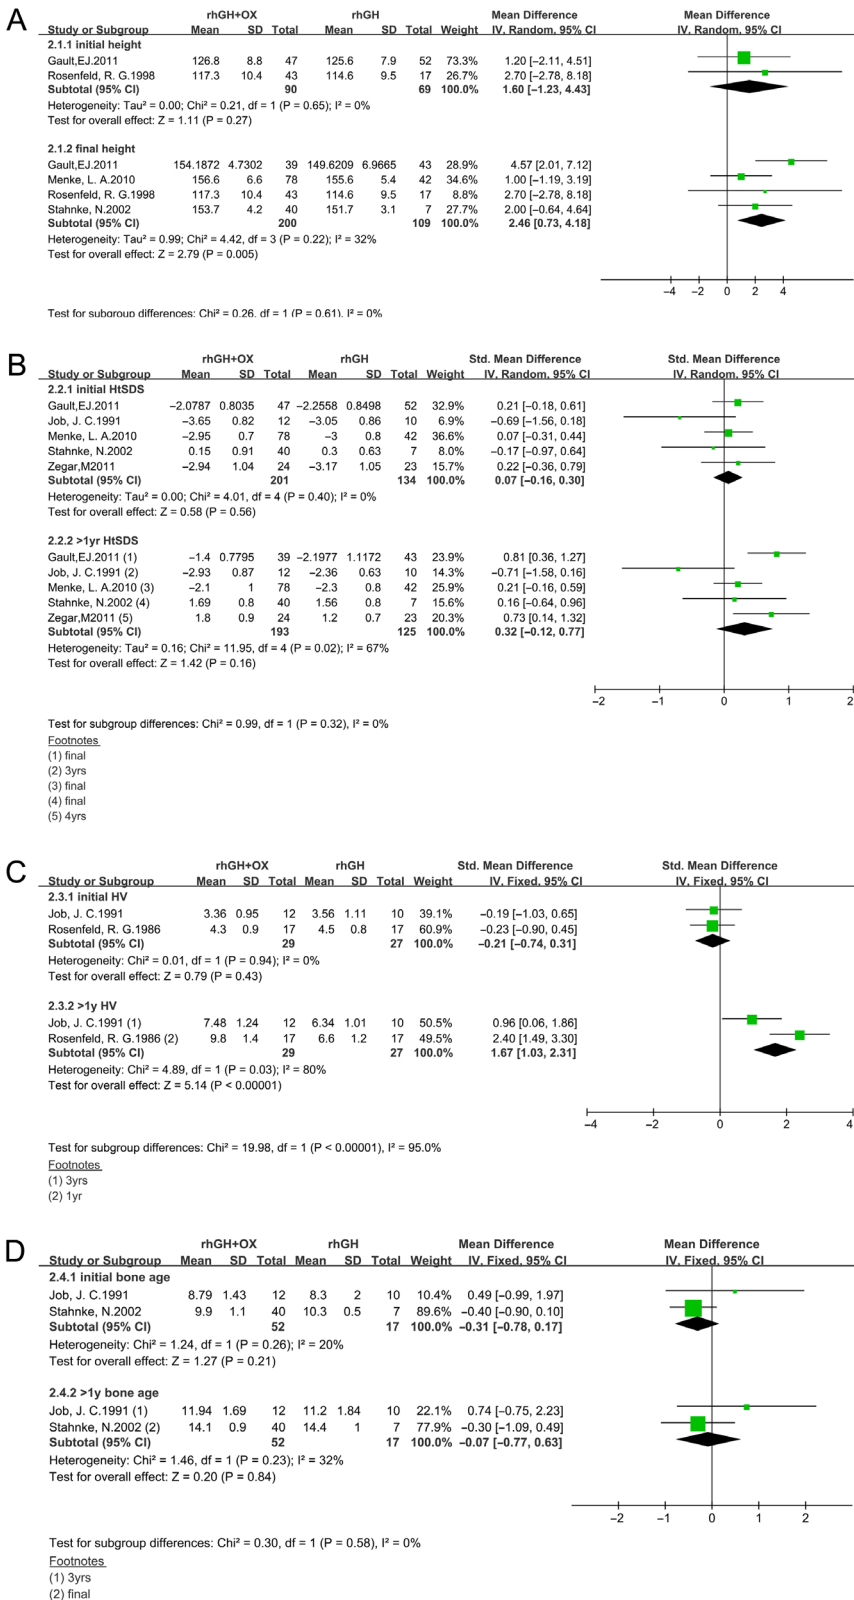 A
rhGH+OX rhGH Mean Difference Mean Difference
Study or Subgroup Mean SD Total Mean SD Total Weight IV, Random, 95% CI IV, Random, 95% CI
2.1.1 initial height
Gault,EJ.2011 126.8 8.8 47 125.6 7.9 52 73.3% 1.20 [−2.11, 4.51]
Rosenfeld, R. G.1998 117.3 10.4 43 114.6 9.5 17 26.7% 2.70 [−2.78, 8.18]
Subtotal (95% CI) 90 69 100.0% 1.60 [−1.23, 4.43]
Heterogeneity: Tau² = 0.00; Chi² = 0.21, df = 1 (P = 0.65); I² = 0%
Test for overall effect: Z = 1.11 (P = 0.27)
2.1.2 final height
Gault,EJ.2011 154.1872 4.7302 39 149.6209 6.9665 43 28.9% 4.57 [2.01, 7.12]
Menke, L. A.2010 156.6 6.6 78 155.6 5.4 42 34.6% 1.00 [−1.19, 3.19]
Rosenfeld, R. G.1998 117.3 10.4 43 114.6 9.5 17 8.8% 2.70 [−2.78, 8.18]
Stahnke, N.2002 153.7 4.2 40 151.7 3.1 7 27.7% 2.00 [−0.64, 4.64]
Subtotal (95% CI) 200 109 100.0% 2.46 [0.73, 4.18]
Heterogeneity: Tau² = 0.99; Chi² = 4.42, df = 3 (P = 0.22); I² = 32%
Test for overall effect: Z = 2.79 (P = 0.005)
−4 −2 0 2 4
Test for subgroup differences: Chi² = 0.26, df = 1 (P = 0.61), I² = 0%
B
rhGH+OX rhGH Std. Mean Difference Std. Mean Difference
Study or Subgroup Mean SD Total Mean SD Total Weight IV, Random, 95% CI IV, Random, 95% CI
2.2.1 initial HtSDS
Gault,EJ.2011 −2.0787 0.8035 47 −2.2558 0.8498 52 32.9% 0.21 [−0.18, 0.61]
Job, J. C.1991 −3.65 0.82 12 −3.05 0.86 10 6.9% −0.69 [−1.56, 0.18]
Menke, L. A.2010 −2.95 0.7 78 −3 0.8 42 36.6% 0.07 [−0.31, 0.44]
Stahnke, N.2002 0.15 0.91 40 0.3 0.63 7 8.0% −0.17 [−0.97, 0.64]
Zegar,M2011 −2.94 1.04 24 −3.17 1.05 23 15.7% 0.22 [−0.36, 0.79]
Subtotal (95% CI) 201 134 100.0% 0.07 [−0.16, 0.30]
Heterogeneity: Tau² = 0.00; Chi² = 4.01, df = 4 (P = 0.40); I² = 0%
Test for overall effect: Z = 0.58 (P = 0.56)
2.2.2 >1yr HtSDS
Gault,EJ.2011 (1) −1.4 0.7795 39 −2.1977 1.1172 43 23.9% 0.81 [0.36, 1.27]
Job, J. C.1991 (2) −2.93 0.87 12 −2.36 0.63 10 14.3% −0.71 [−1.58, 0.16]
Menke, L. A.2010 (3) −2.1 1 78 −2.3 0.8 42 25.9% 0.21 [−0.16, 0.59]
Stahnke, N.2002 (4) 1.69 0.8 40 1.56 0.8 7 15.6% 0.16 [−0.64, 0.96]
Zegar,M2011 (5) 1.8 0.9 24 1.2 0.7 23 20.3% 0.73 [0.14, 1.32]
Subtotal (95% CI) 193 125 100.0% 0.32 [−0.12, 0.77]
Heterogeneity: Tau² = 0.16; Chi² = 11.95, df = 4 (P = 0.02); I² = 67%
Test for overall effect: Z = 1.42 (P = 0.16)
−2 −1 0 1 2
Test for subgroup differences: Chi² = 0.99, df = 1 (P = 0.32), I² = 0%
Footnotes
(1) final
(2) 3yrs
(3) final
(4) final
(5) 4yrs
C
rhGH+OX rhGH Std. Mean Difference Std. Mean Difference
Study or Subgroup Mean SD Total Mean SD Total Weight IV, Fixed, 95% CI IV, Fixed, 95% CI
2.3.1 initial HV
Job, J. C.1991 3.36 0.95 12 3.56 1.11 10 39.1% −0.19 [−1.03, 0.65]
Rosenfeld, R. G.1986 4.3 0.9 17 4.5 0.8 17 60.9% −0.23 [−0.90, 0.45]
Subtotal (95% CI) 29 27 100.0% −0.21 [−0.74, 0.31]
Heterogeneity: Chi² = 0.01, df = 1 (P = 0.94); I² = 0%
Test for overall effect: Z = 0.79 (P = 0.43)
2.3.2 >1y HV
Job, J. C.1991 (1) 7.48 1.24 12 6.34 1.01 10 50.5% 0.96 [0.06, 1.86]
Rosenfeld, R. G.1986 (2) 9.8 1.4 17 6.6 1.2 17 49.5% 2.40 [1.49, 3.30]
Subtotal (95% CI) 29 27 100.0% 1.67 [1.03, 2.31]
Heterogeneity: Chi² = 4.89, df = 1 (P = 0.03); I² = 80%
Test for overall effect: Z = 5.14 (P < 0.00001)
−4 −2 0 2 4
Test for subgroup differences: Chi² = 19.98, df = 1 (P < 0.00001), I² = 95.0%
Footnotes
(1) 3yrs
(2) 1yr
D
rhGH+OX rhGH Mean Difference Mean Difference
Study or Subgroup Mean SD Total Mean SD Total Weight IV, Fixed, 95% CI IV, Fixed, 95% CI
2.4.1 initial bone age
Job, J. C.1991 8.79 1.43 12 8.3 2 10 10.4% 0.49 [−0.99, 1.97]
Stahnke, N.2002 9.9 1.1 40 10.3 0.5 7 89.6% −0.40 [−0.90, 0.10]
Subtotal (95% CI) 52 17 100.0% −0.31 [−0.78, 0.17]
Heterogeneity: Chi² = 1.24, df = 1 (P = 0.26); I² = 20%
Test for overall effect: Z = 1.27 (P = 0.21)
2.4.2 >1y bone age
Job, J. C.1991 (1) 11.94 1.69 12 11.2 1.84 10 22.1% 0.74 [−0.75, 2.23]
Stahnke, N.2002 (2) 14.1 0.9 40 14.4 1 7 77.9% −0.30 [−1.09, 0.49]
Subtotal (95% CI) 52 17 100.0% −0.07 [−0.77, 0.63]
Heterogeneity: Chi² = 1.46, df = 1 (P = 0.23); I² = 32%
Test for overall effect: Z = 0.20 (P = 0.84)
−2 −1 0 1 2
Test for subgroup differences: Chi² = 0.30, df = 1 (P = 0.58), I² = 0%
Footnotes
(1) 3yrs
(2) final